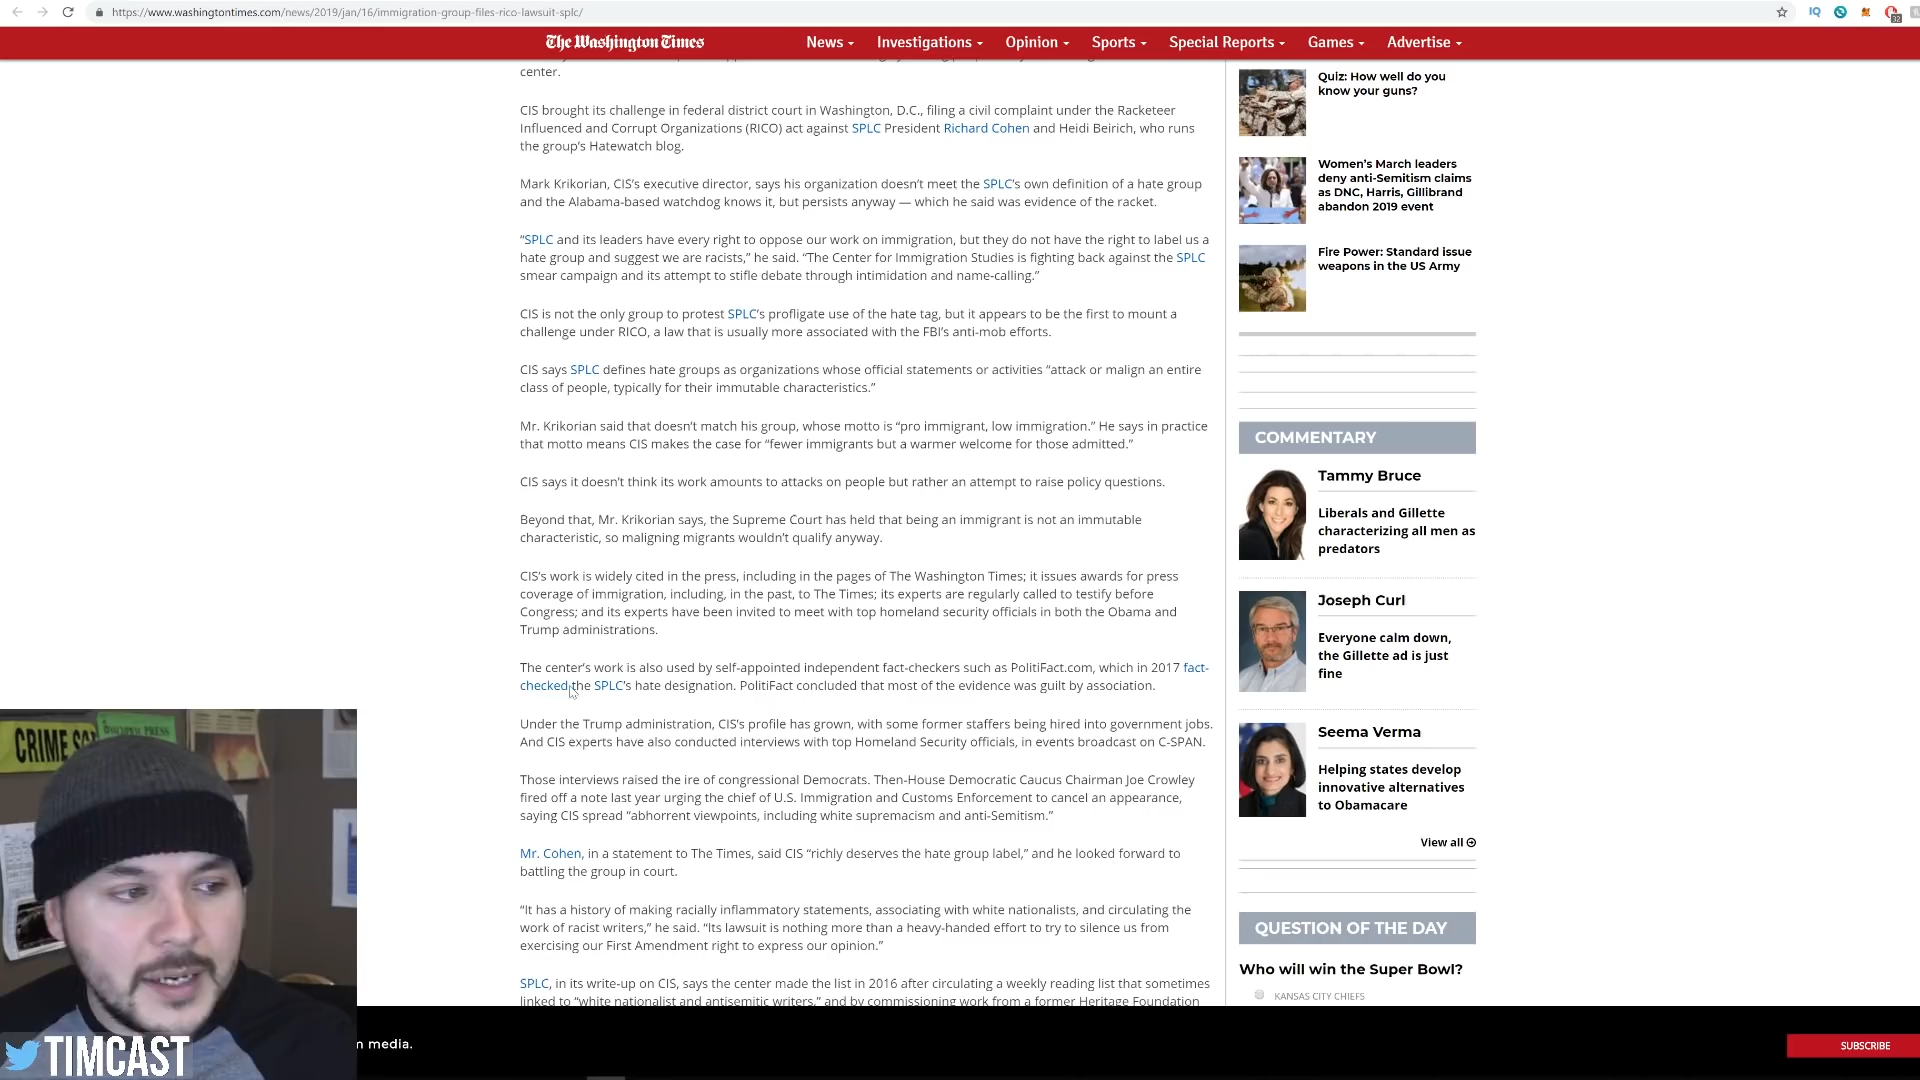 https://www.washingtontimes.com/news/2019/jan/16/immigration-group-files-rico-lawsuit-splc/
IQ
32
The Washington Times
News
Investigations
Opinion
Sports
Special Reports
Games
Advertise
center.
CIS brought its challenge in federal district court in Washington, D.C., filing a civil complaint under the Racketeer
Influenced and Corrupt Organizations (RICO) act against SPLC President Richard Cohen and Heidi Beirich, who runs
the group's Hatewatch blog.
Mark Krikorian, CIS's executive director, says his organization doesn't meet the SPLC's own definition of a hate group
and the Alabama-based watchdog knows it, but persists anyway — which he said was evidence of the racket.
“SPLC and its leaders have every right to oppose our work on immigration, but they do not have the right to label us a
hate group and suggest we are racists,” he said. “The Center for Immigration Studies is fighting back against the SPLC
smear campaign and its attempt to stifle debate through intimidation and name-calling.”
CIS is not the only group to protest SPLC's profligate use of the hate tag, but it appears to be the first to mount a
challenge under RICO, a law that is usually more associated with the FBI's anti-mob efforts.
CIS says SPLC defines hate groups as organizations whose official statements or activities “attack or malign an entire
class of people, typically for their immutable characteristics.”
Mr. Krikorian said that doesn't match his group, whose motto is “pro immigrant, low immigration.” He says in practice
that motto means CIS makes the case for “fewer immigrants but a warmer welcome for those admitted.”
CIS says it doesn't think its work amounts to attacks on people but rather an attempt to raise policy questions.
Beyond that, Mr. Krikorian says, the Supreme Court has held that being an immigrant is not an immutable
characteristic, so maligning migrants wouldn't qualify anyway.
CIS's work is widely cited in the press, including in the pages of The Washington Times; it issues awards for press
coverage of immigration, including, in the past, to The Times; its experts are regularly called to testify before
Congress; and its experts have been invited to meet with top homeland security officials in both the Obama and
Trump administrations.
The center's work is also used by self-appointed independent fact-checkers such as PolitiFact.com, which in 2017 fact-
checked the SPLC's hate designation. PolitiFact concluded that most of the evidence was guilt by association.
Under the Trump administration, CIS's profile has grown, with some former staffers being hired into government jobs.
And CIS experts have also conducted interviews with top Homeland Security officials, in events broadcast on C-SPAN.
Those interviews raised the ire of congressional Democrats. Then-House Democratic Caucus Chairman Joe Crowley
fired off a note last year urging the chief of U.S. Immigration and Customs Enforcement to cancel an appearance,
saying CIS spread “abhorrent viewpoints, including white supremacism and anti-Semitism.”
Mr. Cohen, in a statement to The Times, said CIS “richly deserves the hate group label,” and he looked forward to
battling the group in court.
“It has a history of making racially inflammatory statements, associating with white nationalists, and circulating the
work of racist writers,” he said. “Its lawsuit is nothing more than a heavy-handed effort to try to silence us from
exercising our First Amendment right to express our opinion.”
SPLC, in its write-up on CIS, says the center made the list in 2016 after circulating a weekly reading list that sometimes
linked to “white nationalist and antisemitic writers,” and by commissioning work from a former Heritage Foundation
Quiz: How well do you
know your guns?
Women's March leaders
deny anti-Semitism claims
as DNC, Harris, Gillibrand
abandon 2019 event
Fire Power: Standard issue
weapons in the US Army
COMMENTARY
Tammy Bruce
Liberals and Gillette
characterizing all men as
predators
Joseph Curl
Everyone calm down,
the Gillette ad is just
fine
Seema Verma
Helping states develop
innovative alternatives
to Obamacare
View all
QUESTION OF THE DAY
Who will win the Super Bowl?
KANSAS CITY CHIEFS
CRIME
PRESS
TIMCAST
media.
SUBSCRIBE